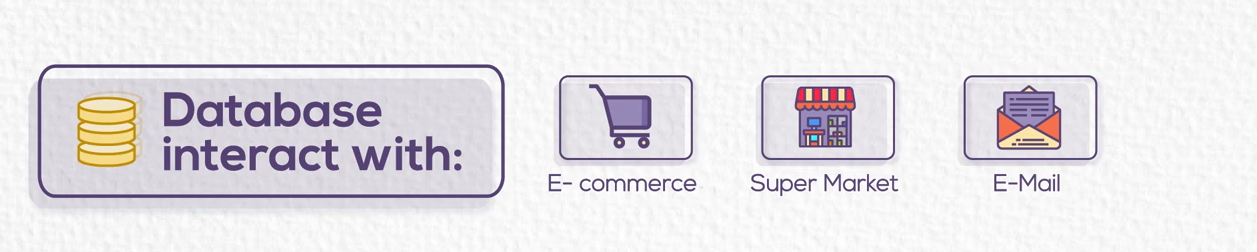 Database
interact with:
E- commerce
Super Market
E-Mail